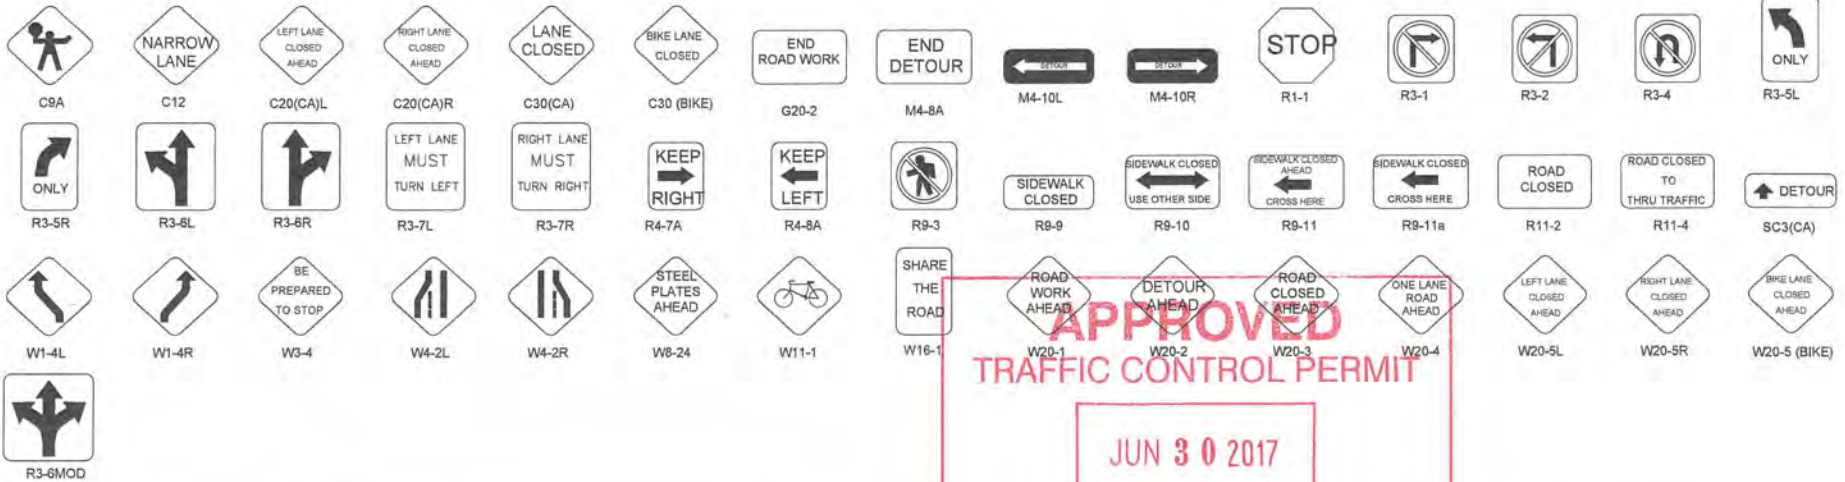 NARROW
LANE
LEFT LANE
CLOSED
AHEAD
RIGHT LANE
CLOSED
AHEAD
LANE
CLOSED
BIKE LANE
CLOSED
END
ROAD WORK
END
DETOUR
DETOUR
DETOUR
STOP
ONLY
C9A
C12
C20(CA)L
C20(CA)R
C30(CA)
C30 (BIKE)
G20-2
M4-8A
M4-10L
M4-10R
R1-1
R3-1
R3-2
R3-4
R3-5L
ONLY
LEFT LANE
MUST
TURN LEFT
RIGHT LANE
MUST
TURN RIGHT
KEEP
RIGHT
KEEP
LEFT
SIDEWALK
CLOSED
SIDEWALK CLOSED
USE OTHER SIDE
SIDEWALK CLOSED
AHEAD
CROSS HERE
SIDEWALK CLOSED
CROSS HERE
ROAD
CLOSED
ROAD CLOSED
TO
THRU TRAFFIC
DETOUR
R3-5R
R3-6L
R3-6R
R3-7L
R3-7R
R4-7A
R4-8A
R9-3
R9-9
R9-10
R9-11
R9-11a
R11-2
R11-4
SC3(CA)
BE
PREPARED
TO STOP
STEEL
PLATES
AHEAD
SHARE
THE
ROAD
ROAD
WORK
AHEAD
DETOUR
AHEAD
ROAD
CLOSED
AHEAD
ONE LANE
ROAD
AHEAD
LEFT LANE
CLOSED
AHEAD
RIGHT LANE
CLOSED
AHEAD
BIKE LANE
CLOSED
AHEAD
W1-4L
W1-4R
W3-4
W4-2L
W4-2R
W8-24
W11-1
W16-1
W20-1
W20-2
W20-3
W20-4
W20-5L
W20-5R
W20-5 (BIKE)
R3-6MOD
APPROVED
TRAFFIC CONTROL PERMIT
JUN 30 2017